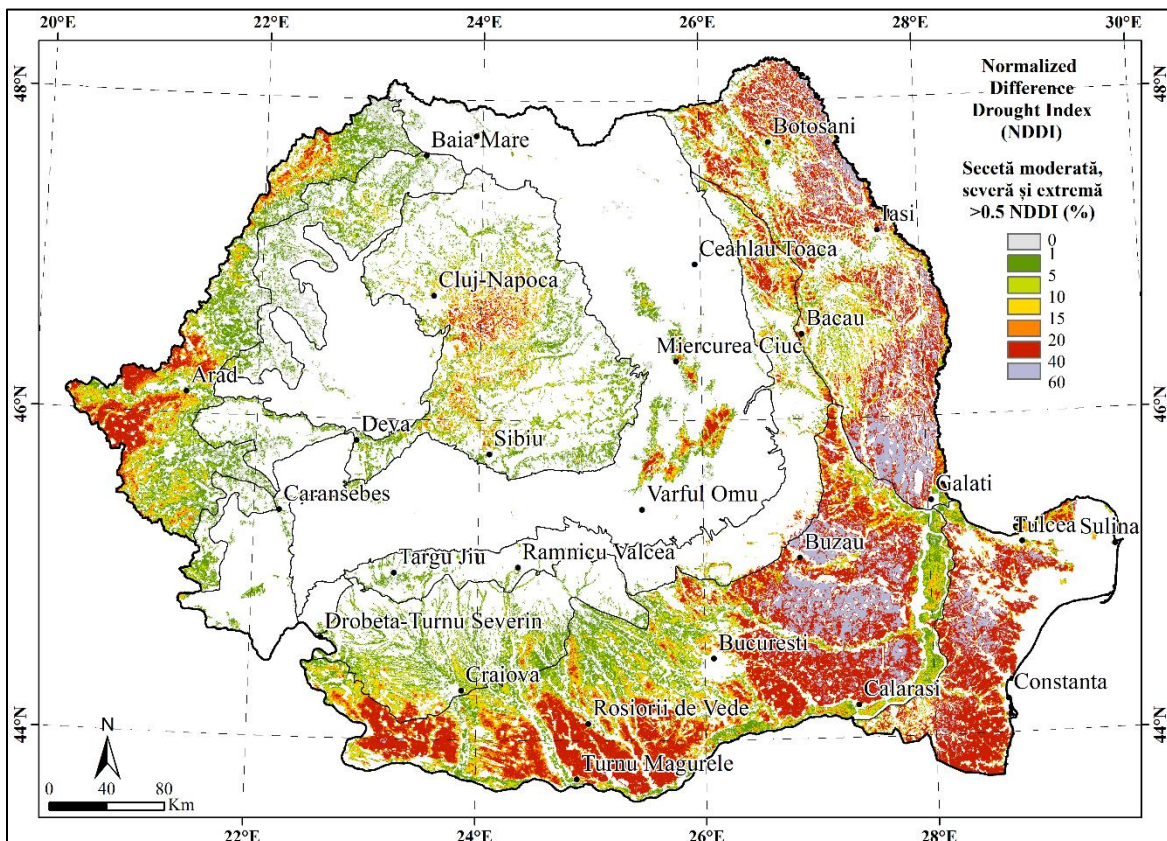 20°E
22°E
24°E
26°E
28°E
30°E
48°N
48°N
Normalized
Difference
Drought Index
(NDDI)
Secetă moderată,
severă și extremă
>0.5 NDDI (%)
0
1
5
10
15
20
40
60
Botosani
Baia Mare
Iasi
Ceahlau Toaca
Cluj-Napoca
Bacau
Miercurea Ciuc
Arad
46°N
46°N
Deva
Sibiu
Galati
Caransebes
Varful Omu
Tulcea
Sulina
Buzau
Targu Jiu
Ramnicu Valcea
Drobeta-Turnu Severin
Bucuresti
Craiova
Calarasi
Constanta
Rosiorii de Vede
44°N
44°N
N
Turnu Magurele
0
40
80
Km
22°E
24°E
26°E
28°E